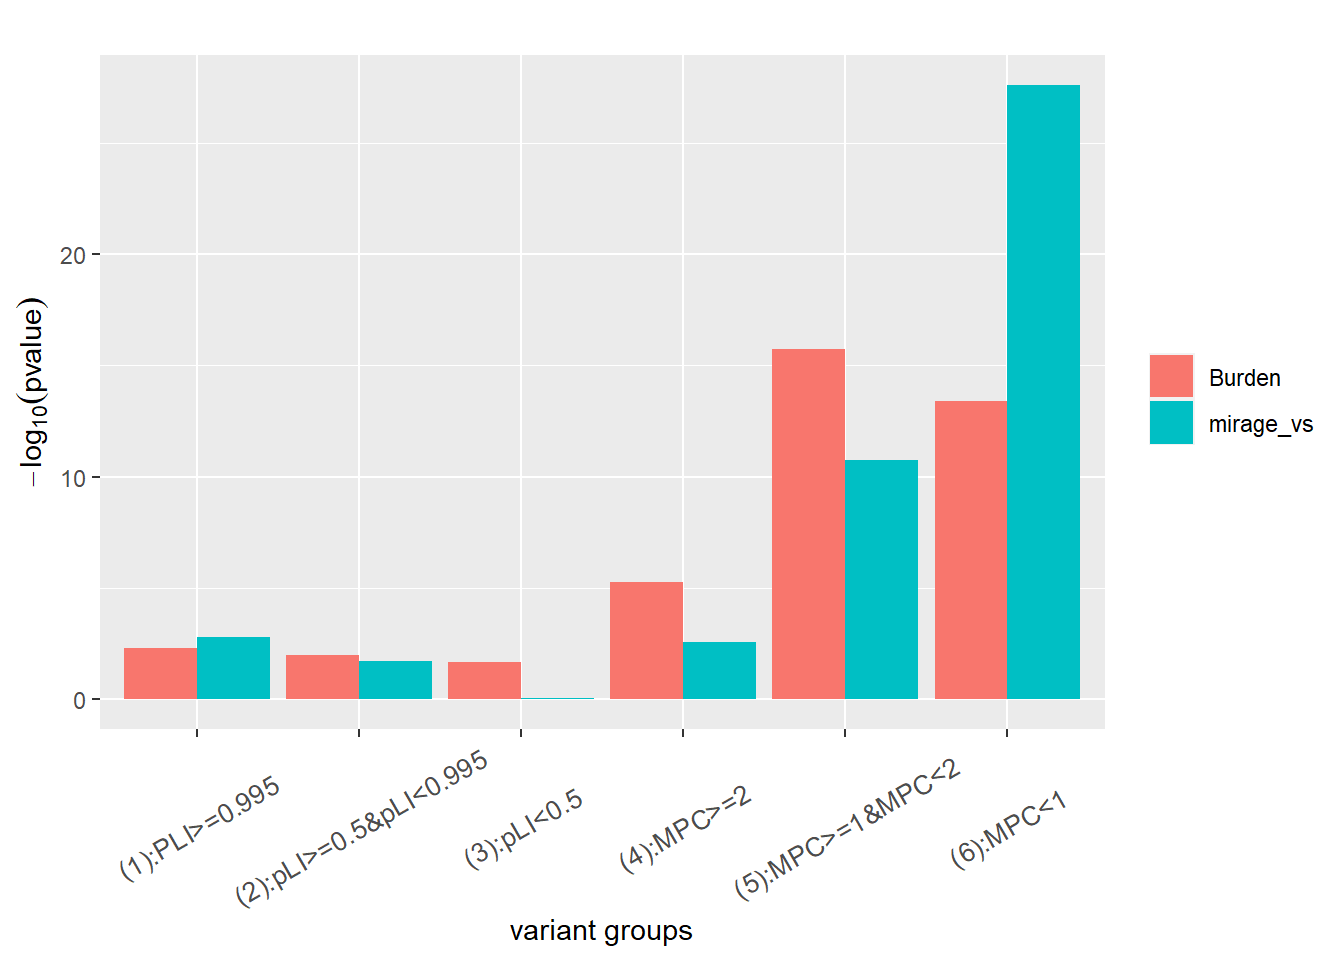 20
10
0
−log10(pvalue)
(1):PLI>=0.995
(2):pLI>=0.5&pLI<0.995
(3):pLI<0.5
(4):MPC>=2
(5):MPC>=1&MPC<2
(6):MPC<1
variant groups
Burden
mirage_vs